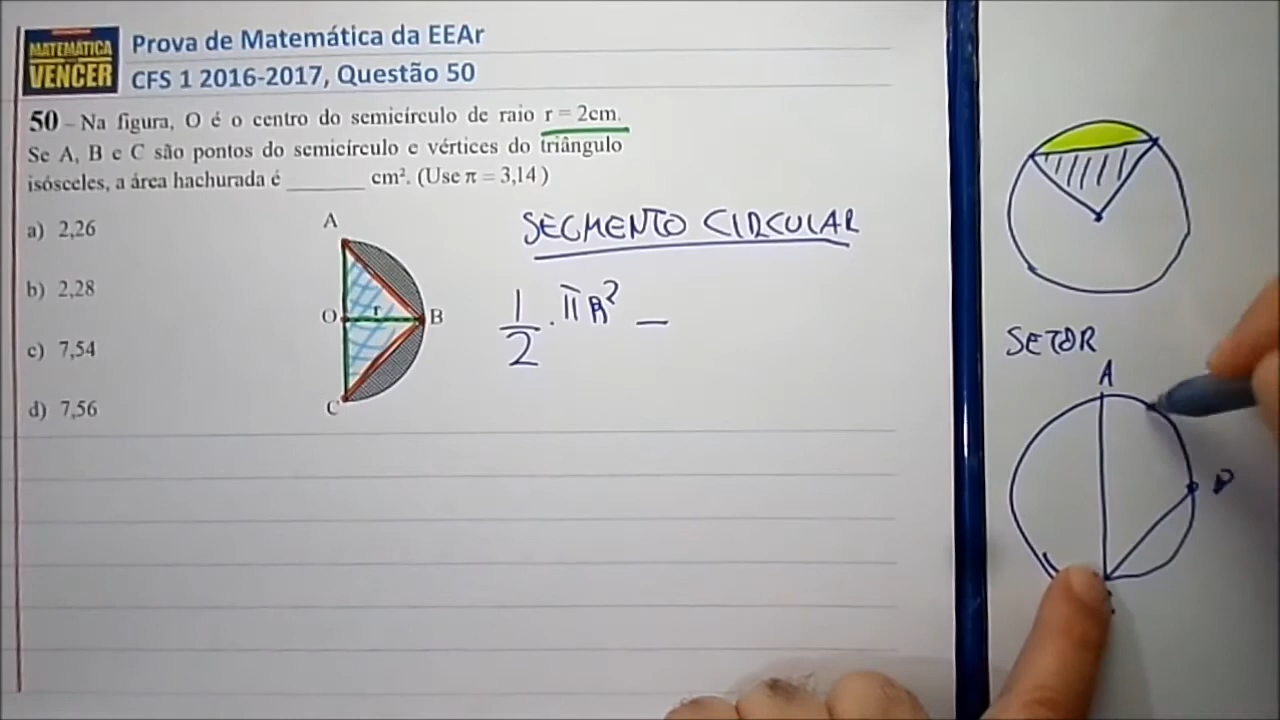 MATEMÁTICA
VENCER
Prova de Matemática da EEAr
CFS 1 2016-2017, Questão 50
50 – Na figura, O é o centro do semicírculo de raio r = 2cm.
Se A, B e C são pontos do semicírculo e vértices do triângulo
isósceles, a área hachurada é ________ cm². (Use π = 3,14 )
a) 2,26
b) 2,28
c) 7,54
d) 7,56
A
O
r
B
C
SEGMENTO CIRCULAR
1/2 . πR² –
SETOR
A